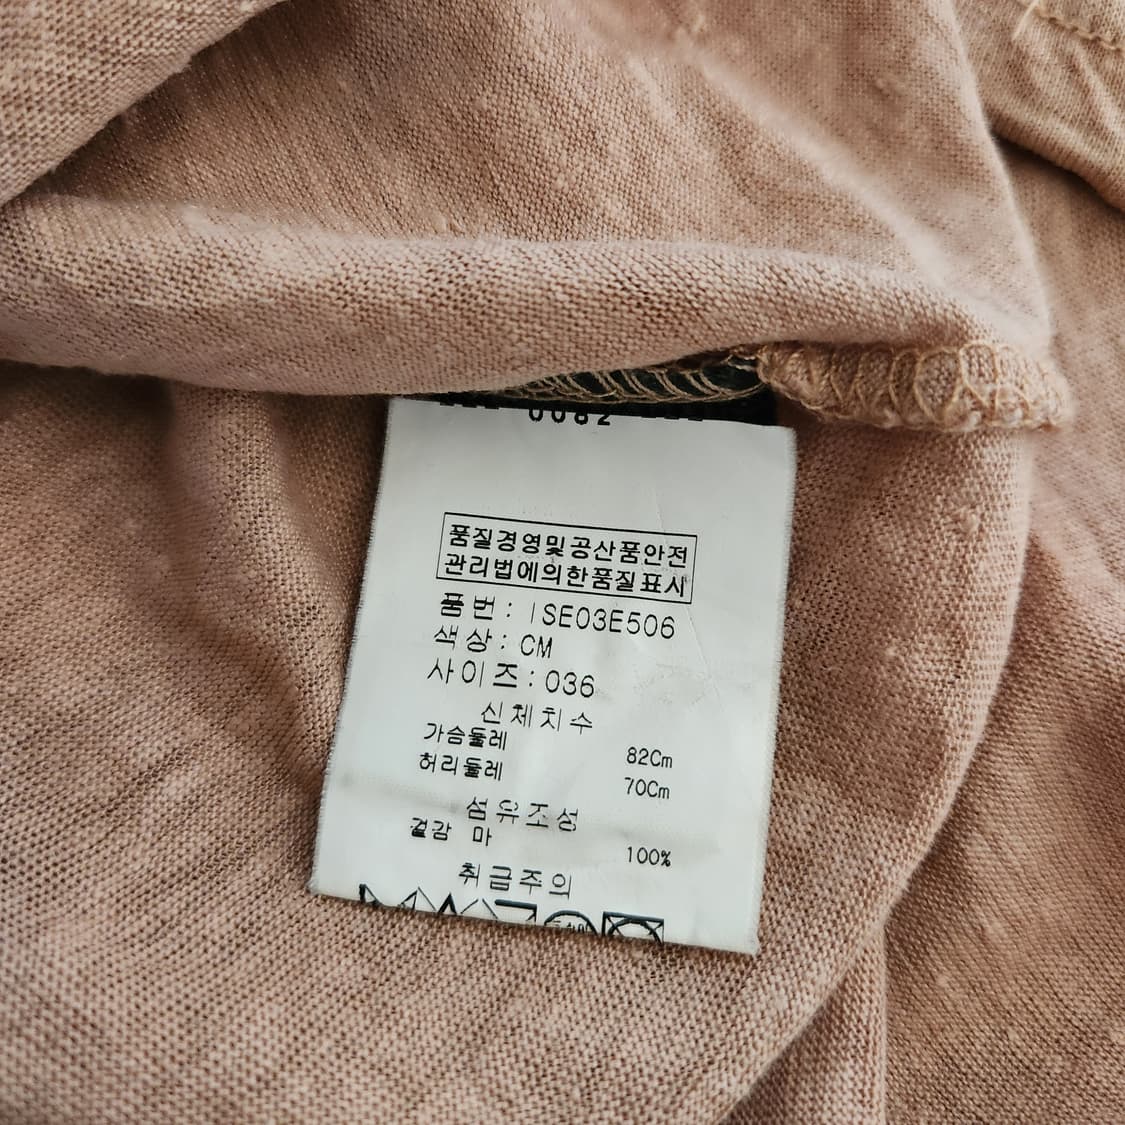 0082
품질경영및공산품안전
관리법에의한품질표시
품번: ISE03E506
색상: CM
사이즈: 036
신체치수
가슴둘레 82Cm
허리둘레 70Cm
섬유조성
겉감 마 100%
취급주의